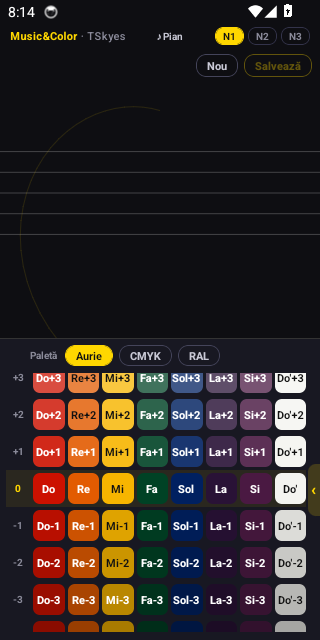 8:14
Music&Color · TSkyes ♪Pian N1 N2 N3
Nou Salvează
Paletă Aurie CMYK RAL
+3 Do+3 Re+3 Mi+3 Fa+3 Sol+3 La+3 Si+3 Do'+3
+2 Do+2 Re+2 Mi+2 Fa+2 Sol+2 La+2 Si+2 Do'+2
+1 Do+1 Re+1 Mi+1 Fa+1 Sol+1 La+1 Si+1 Do'+1
0 Do Re Mi Fa Sol La Si Do' ‹
-1 Do-1 Re-1 Mi-1 Fa-1 Sol-1 La-1 Si-1 Do'-1
-2 Do-2 Re-2 Mi-2 Fa-2 Sol-2 La-2 Si-2 Do'-2
-3 Do-3 Re-3 Mi-3 Fa-3 Sol-3 La-3 Si-3 Do'-3